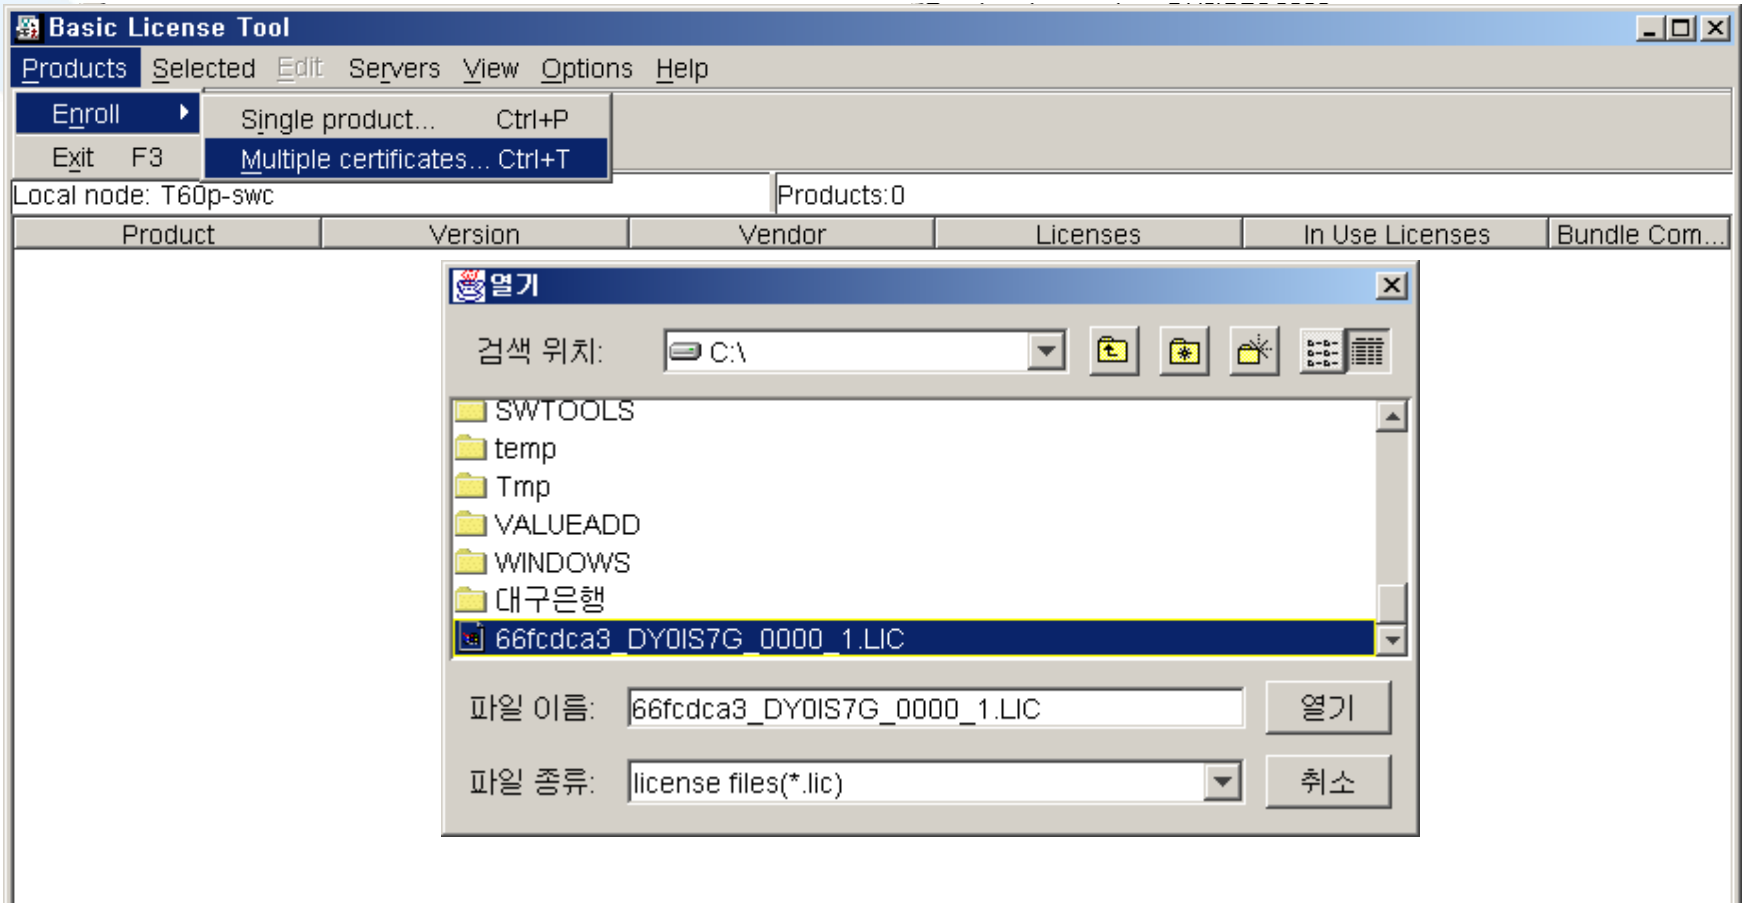 Basic License Tool
Products Selected Edit Servers View Options Help
Enroll
Single product... Ctrl+P
Exit F3
Multiple certificates... Ctrl+T
Local node: T60p-swc
Products:0
Product Version Vendor Licenses In Use Licenses Bundle Com...
열기
검색 위치: C:\
SWTOOLS
temp
Tmp
VALUEADD
WINDOWS
대구은행
66fcdca3_DY0IS7G_0000_1.LIC
파일 이름: 66fcdca3_DY0IS7G_0000_1.LIC 열기
파일 종류: license files(*.lic) 취소